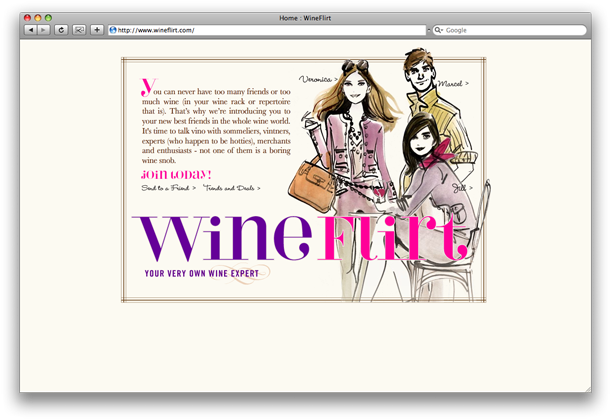 Home : WineFlirt
http://www.wineflirt.com/
Google
Veronica >
Marcel >
you can never have too many friends or too
much wine (in your wine rack or repertoire
that is). That's why we're introducing you to
your new best friends in the whole wine world.
It's time to talk vino with sommeliers, vintners,
experts (who happen to be hotties), merchants
and enthusiasts - not one of them is a boring
wine snob.
join today!
Send to a Friend > Trends and Deals >
Jill >
Wine Flirt
YOUR VERY OWN WINE EXPERT